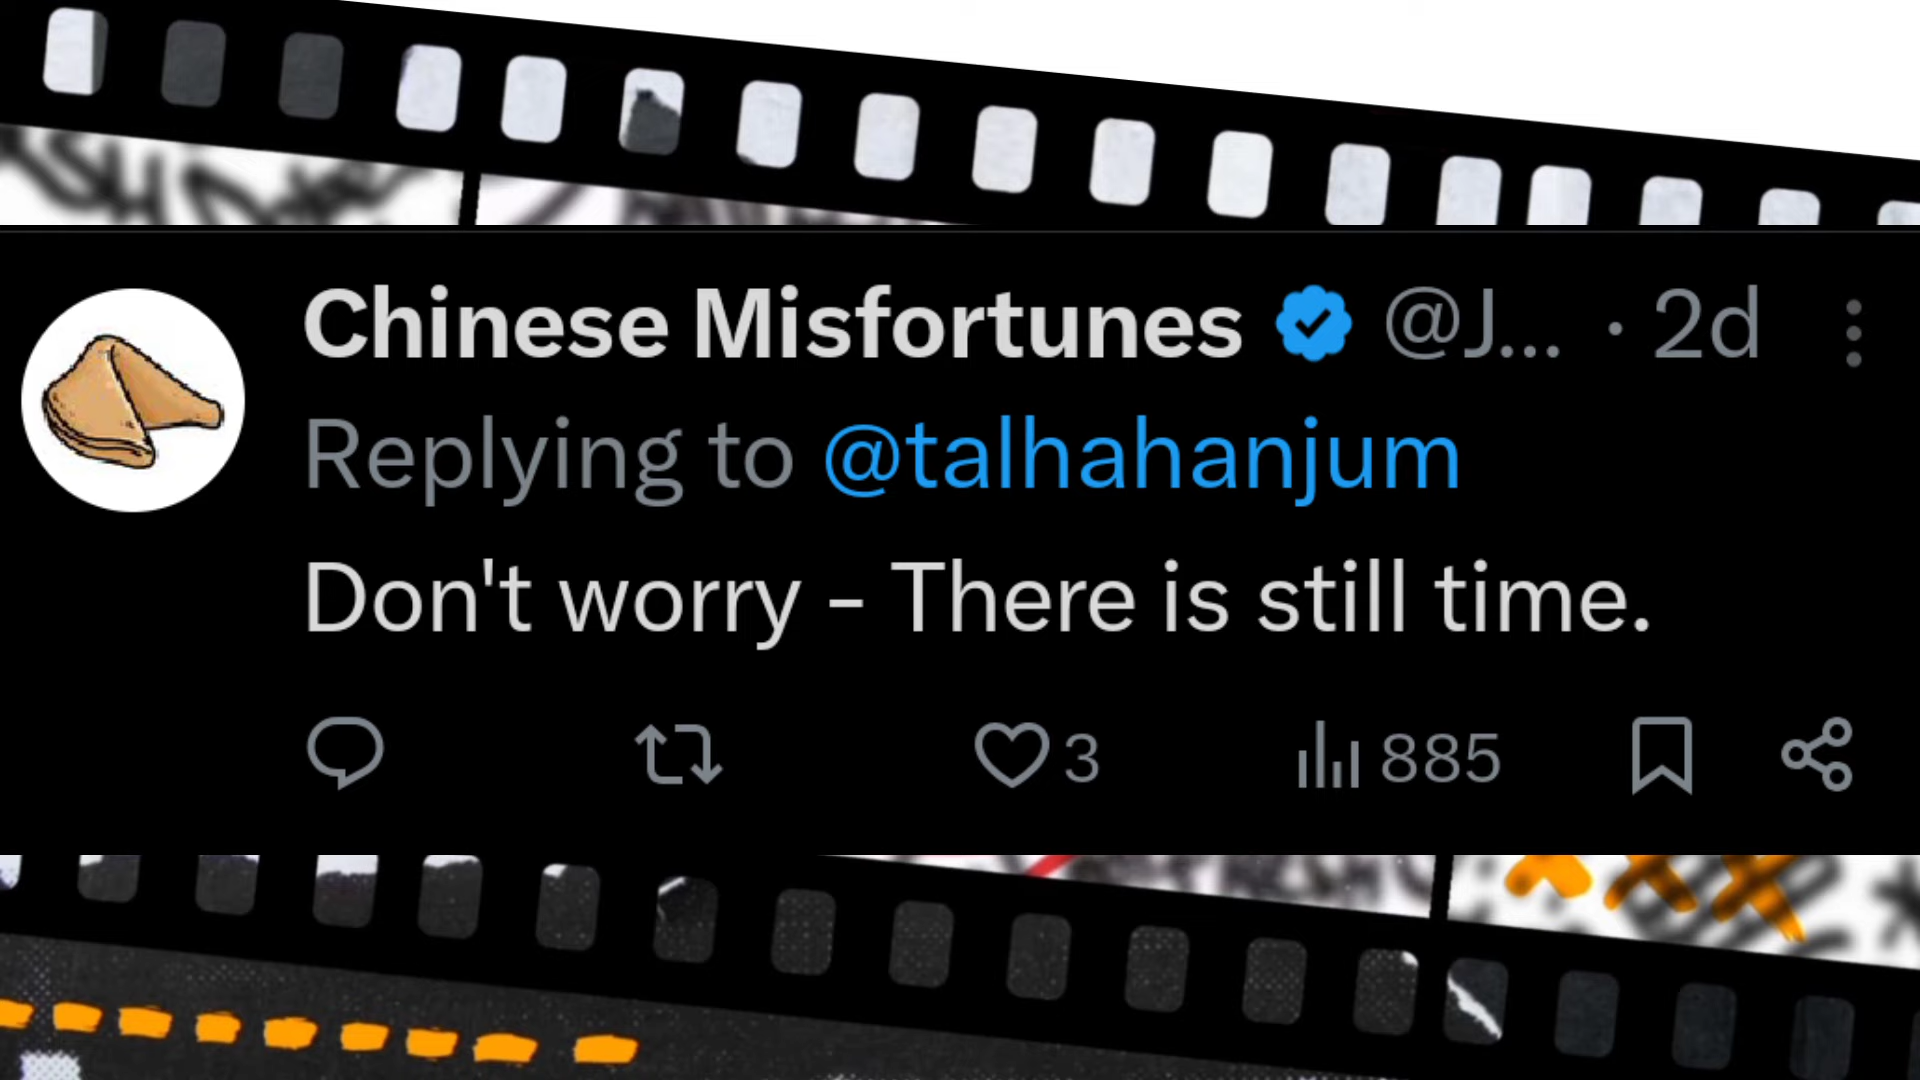 Chinese Misfortunes @J... · 2d
Replying to @talhahanjum
Don't worry - There is still time.
3 885